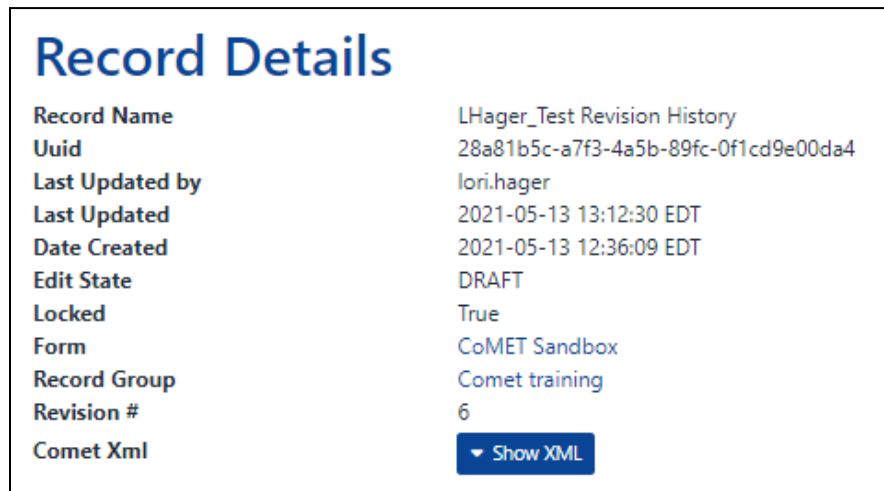 Record Details
Record Name LHager_Test Revision History
Uuid 28a81b5c-a7f3-4a5b-89fc-0f1cd9e00da4
Last Updated by lori.hager
Last Updated 2021-05-13 13:12:30 EDT
Date Created 2021-05-13 12:36:09 EDT
Edit State DRAFT
Locked True
Form CoMET Sandbox
Record Group Comet training
Revision # 6
Comet Xml Show XML